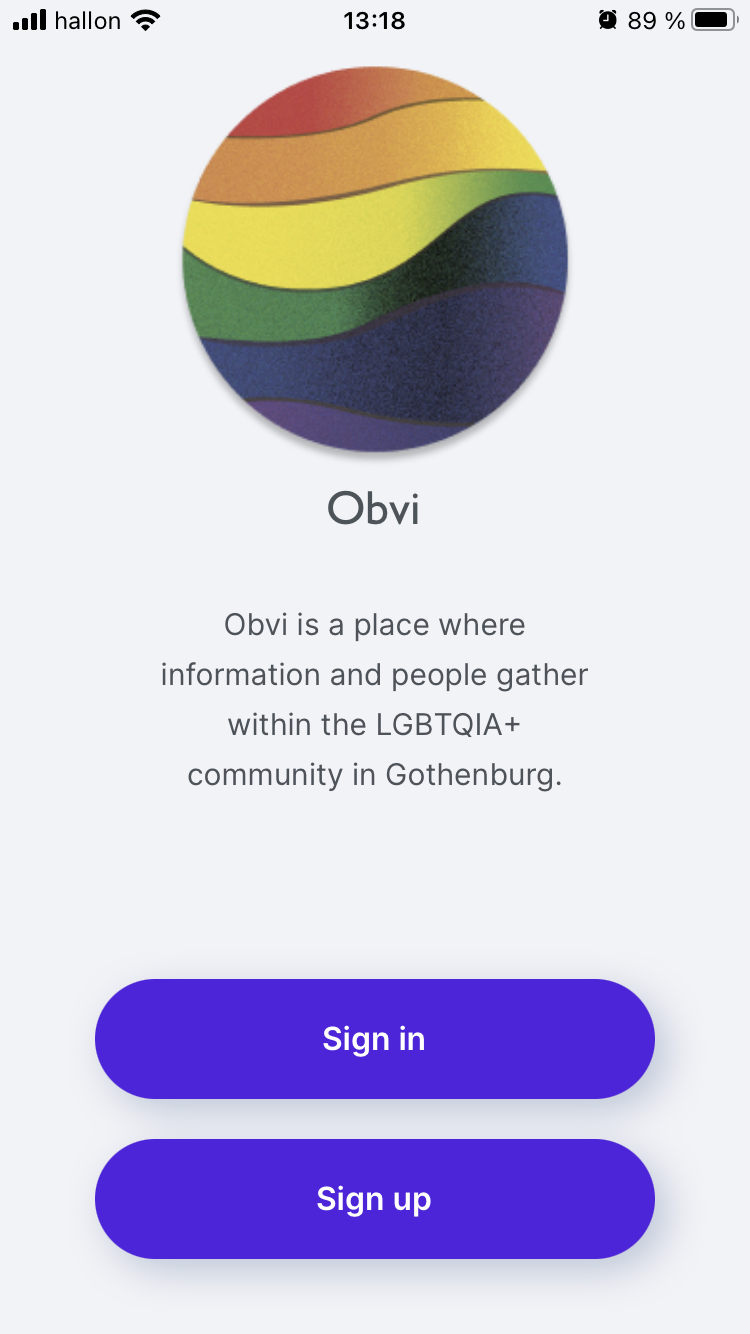 hallon 13:18 89 %
Obvi
Obvi is a place where
information and people gather
within the LGBTQIA+
community in Gothenburg.
Sign in
Sign up